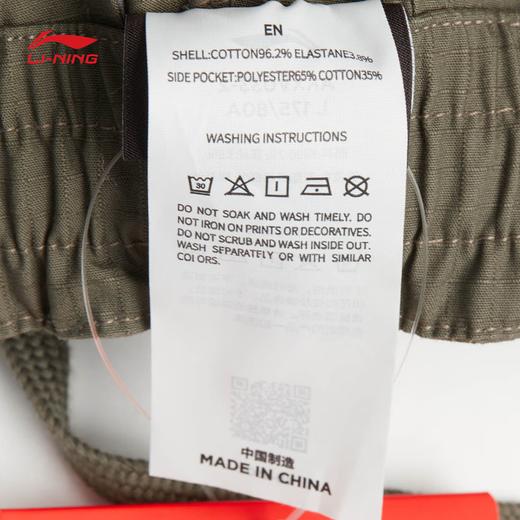 LI-NING
EN
SHELL:COTTON96.2% ELASTANE3.8%
SIDE POCKET:POLYESTER65% COTTON35%
L 175/80A
WASHING INSTRUCTIONS
30
DO NOT SOAK AND WASH TIMELY. DO
NOT IRON ON PRINTS OR DECORATIVES.
DO NOT SCRUB AND WASH INSIDE OUT.
WASH SEPARATELY OR WITH SIMILAR
COLORS.
中国制造
MADE IN CHINA